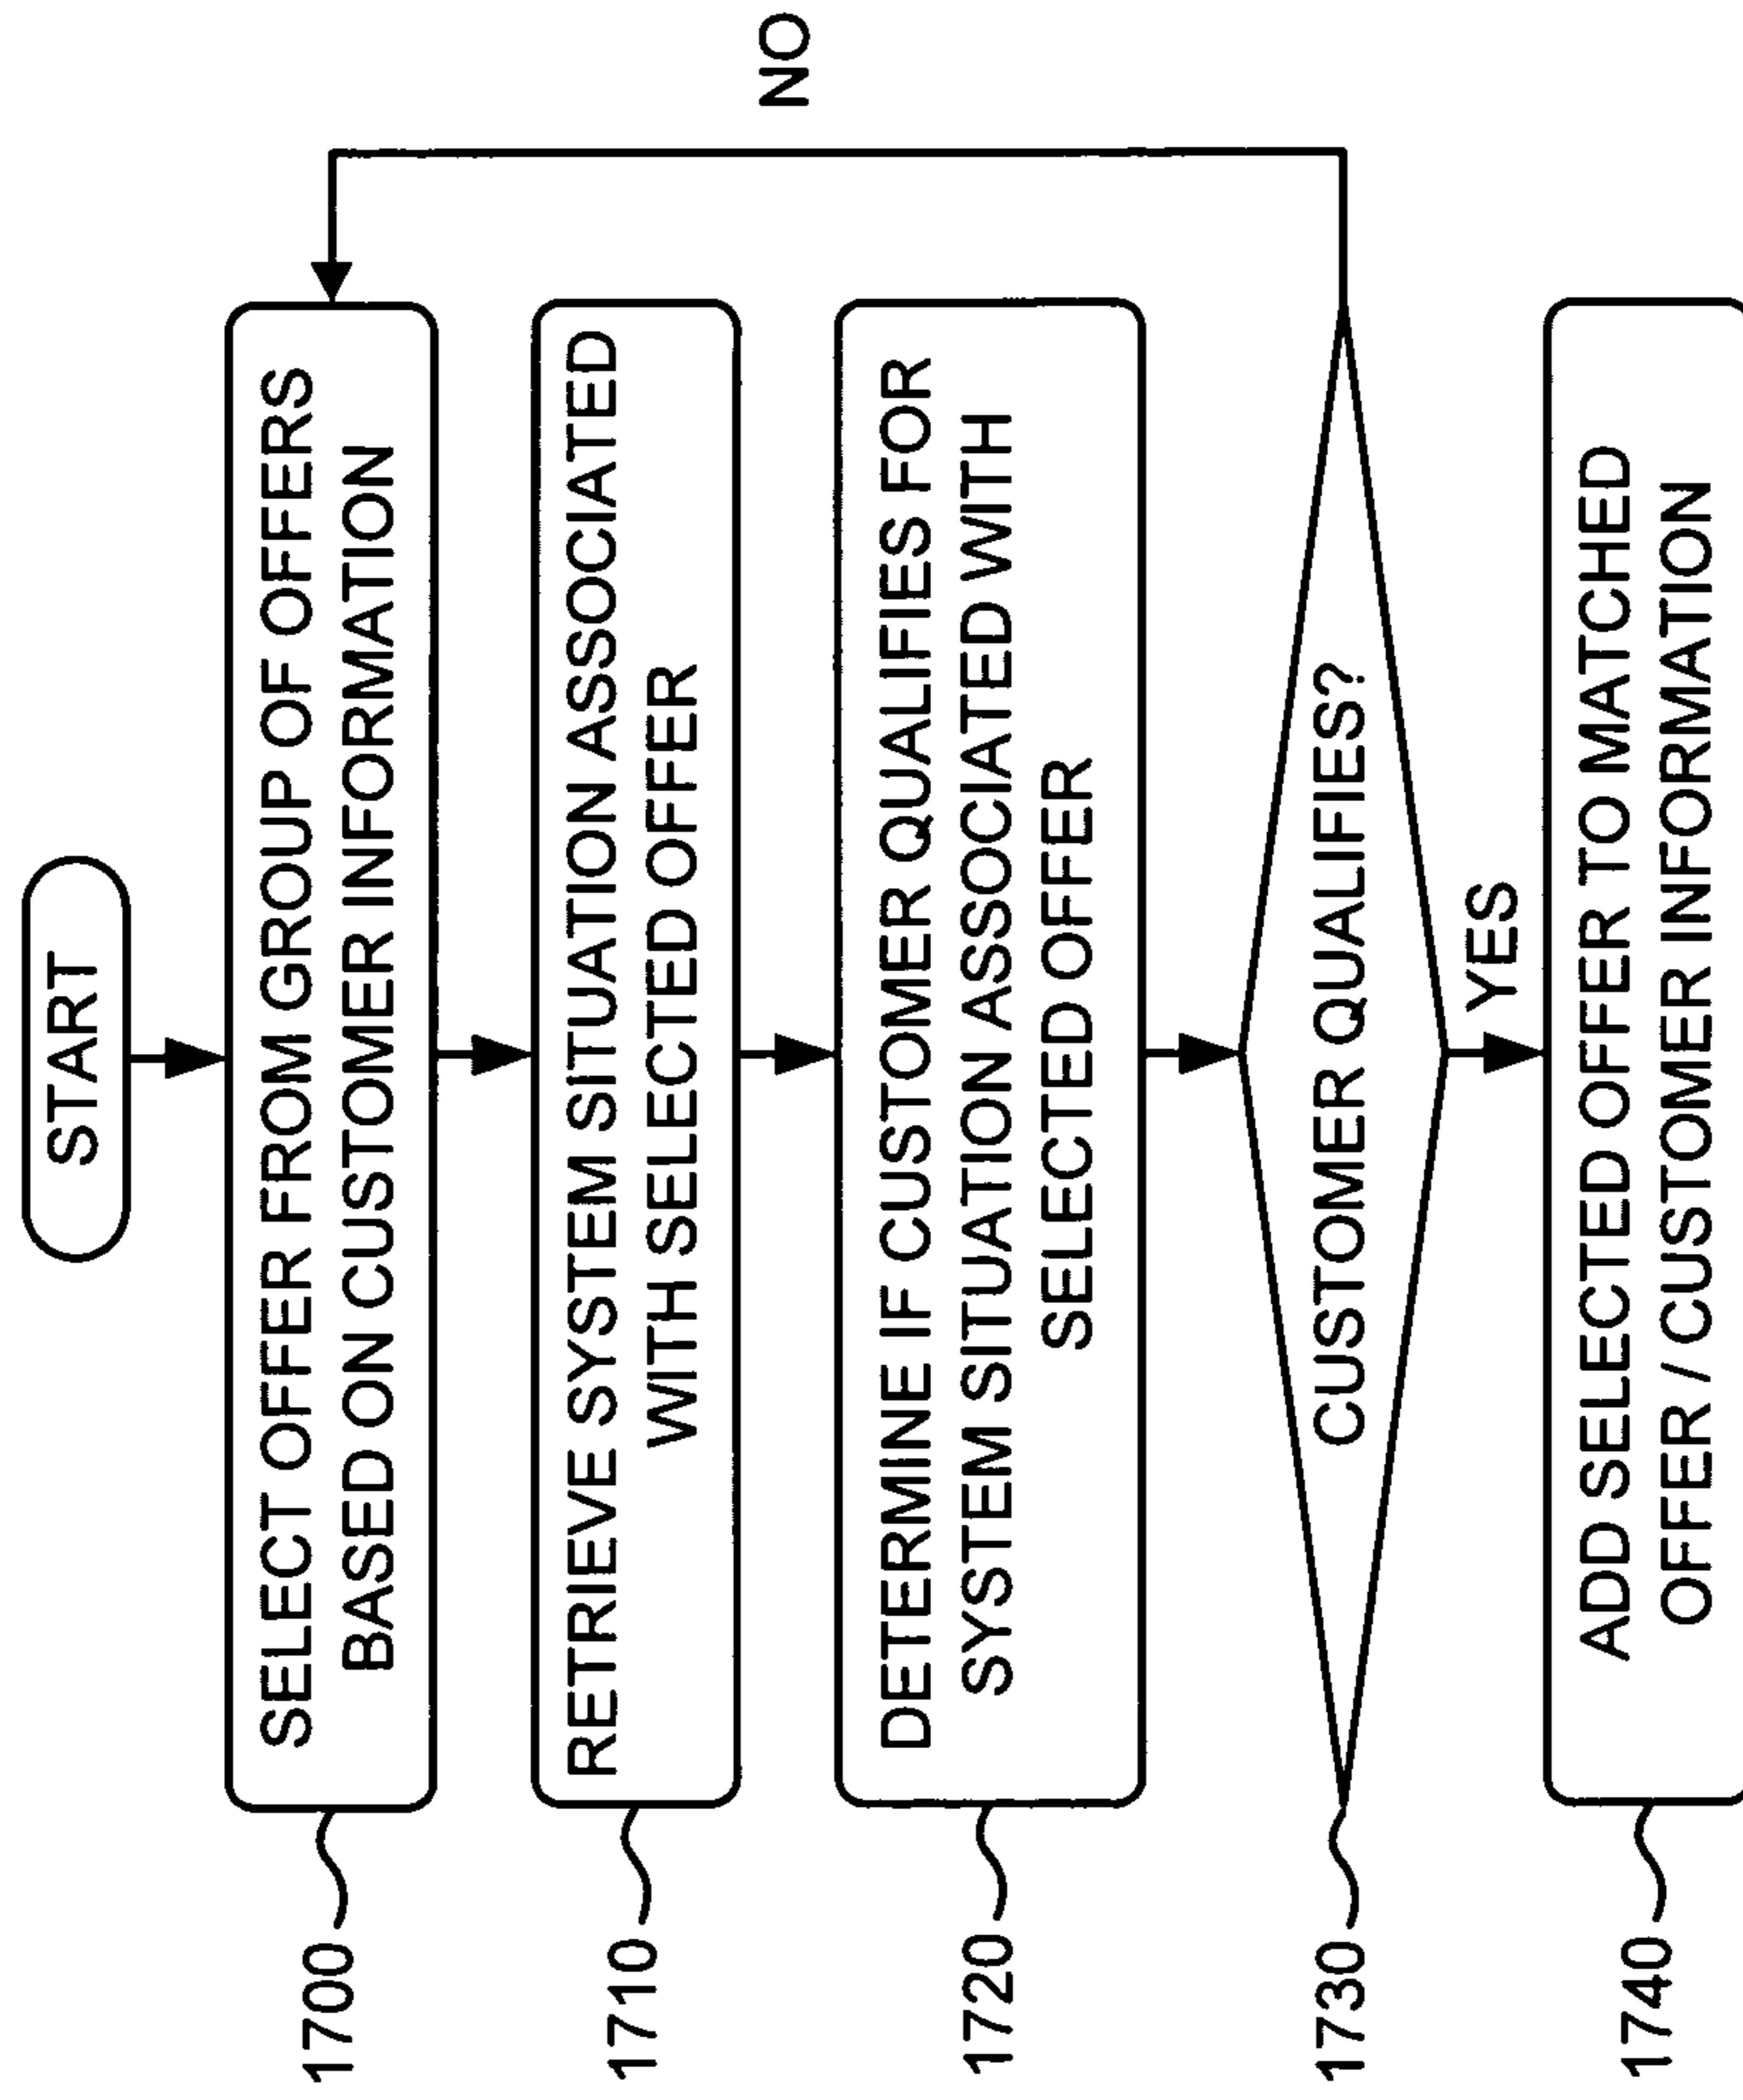 START
1700
SELECT OFFER FROM GROUP OF OFFERS
BASED ON CUSTOMER INFORMATION
1710
RETRIEVE SYSTEM SITUATION ASSOCIATED
WITH SELECTED OFFER
1720
DETERMINE IF CUSTOMER QUALIFIES FOR
SYSTEM SITUATION ASSOCIATED WITH
SELECTED OFFER
1730
CUSTOMER QUALIFIES?
NO
YES
1740
ADD SELECTED OFFER TO MATCHED
OFFER / CUSTOMER INFORMATION